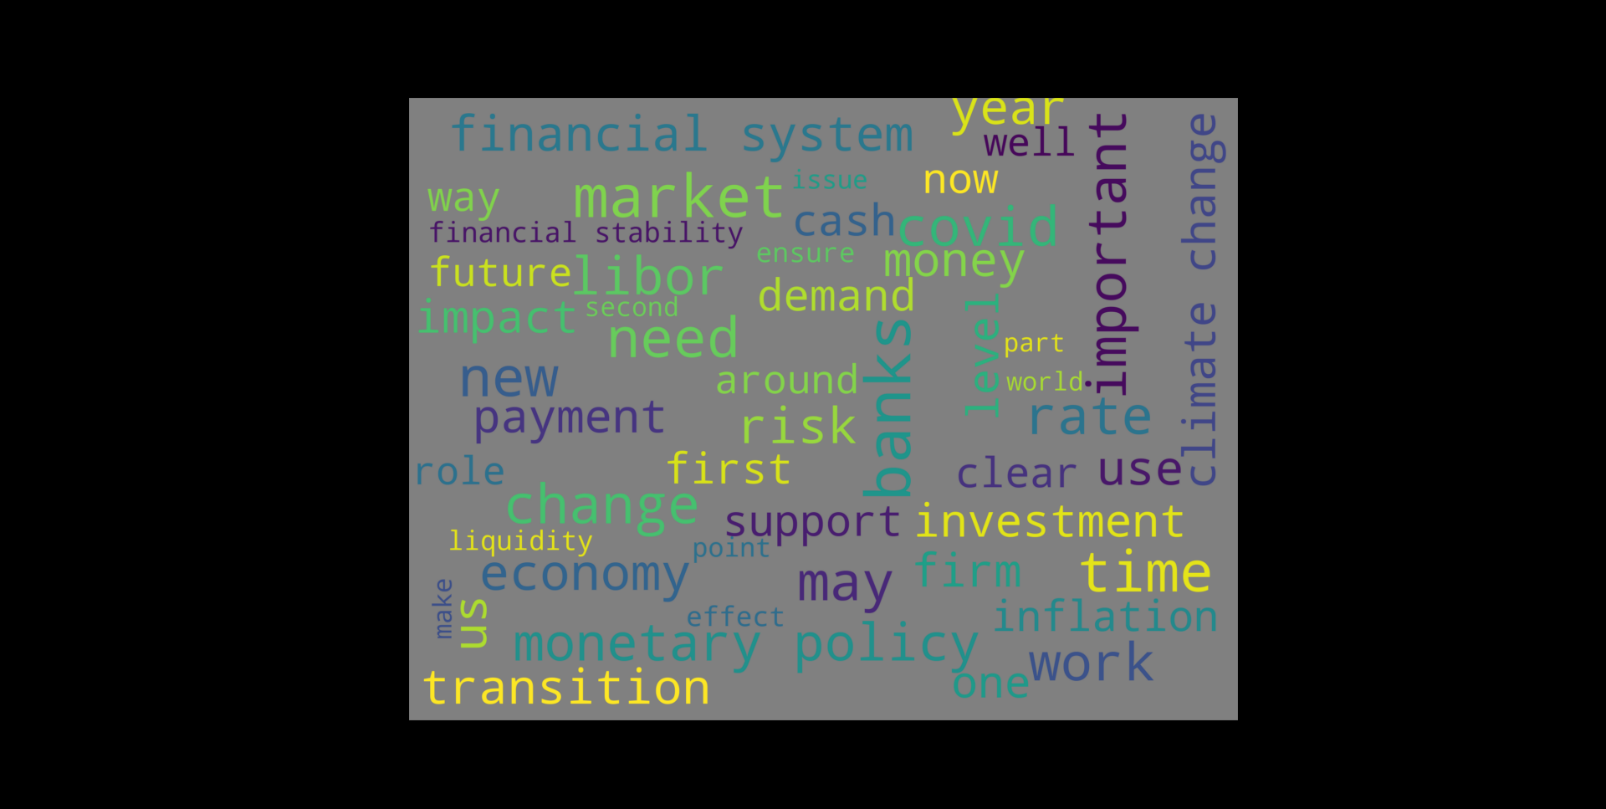 year
financial system
well
important
climate change
issue
now
way
market
cash
covid
financial stability
ensure
money
future
libor
demand
second
impact
level
need
banks
part
new
around
world
payment
risk
rate
role
first
clear
use
change
support
investment
liquidity
point
economy
may
firm
time
make
us
effect
inflation
monetary policy
work
transition
one